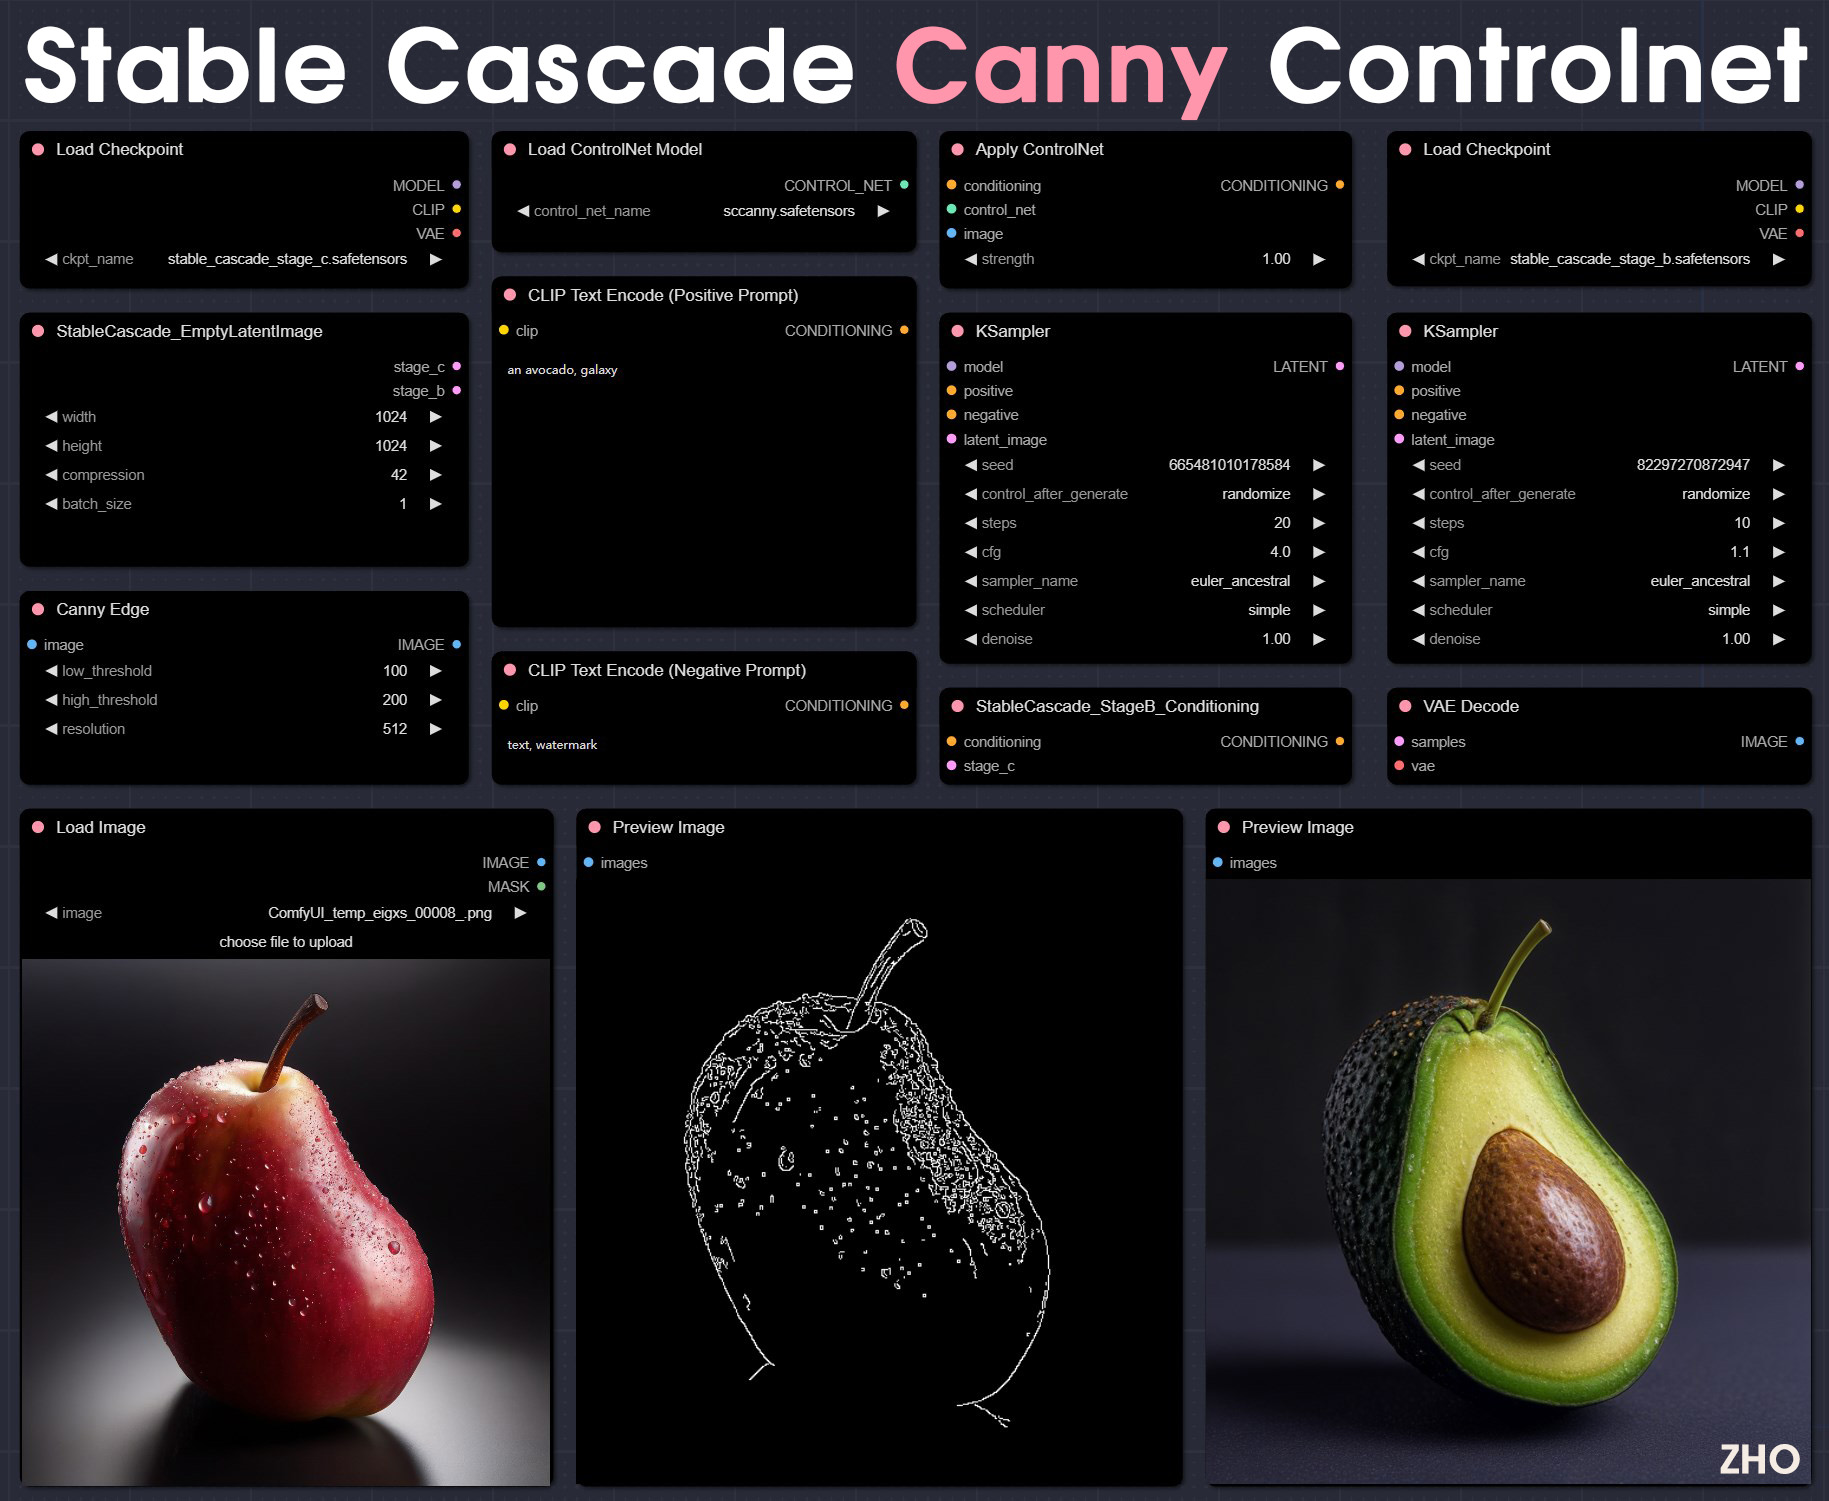 Stable Cascade Canny Controlnet
Load Checkpoint
MODEL
CLIP
VAE
ckpt_name stable_cascade_stage_c.safetensors
StableCascade_EmptyLatentImage
stage_c
stage_b
width 1024
height 1024
compression 42
batch_size 1
Canny Edge
image IMAGE
low_threshold 100
high_threshold 200
resolution 512
Load ControlNet Model
CONTROL_NET
control_net_name sccanny.safetensors
CLIP Text Encode (Positive Prompt)
clip CONDITIONING
an avocado, galaxy
CLIP Text Encode (Negative Prompt)
clip CONDITIONING
text, watermark
Apply ControlNet
conditioning CONDITIONING
control_net
image
strength 1.00
KSampler
model LATENT
positive
negative
latent_image
seed 665481010178584
control_after_generate randomize
steps 20
cfg 4.0
sampler_name euler_ancestral
scheduler simple
denoise 1.00
StableCascade_StageB_Conditioning
conditioning CONDITIONING
stage_c
Load Checkpoint
MODEL
CLIP
VAE
ckpt_name stable_cascade_stage_b.safetensors
KSampler
model LATENT
positive
negative
latent_image
seed 82297270872947
control_after_generate randomize
steps 10
cfg 1.1
sampler_name euler_ancestral
scheduler simple
denoise 1.00
VAE Decode
samples IMAGE
vae
Load Image
IMAGE
MASK
image ComfyUI_temp_eigxs_00008_.png
choose file to upload
Preview Image
images
Preview Image
images
ZHO